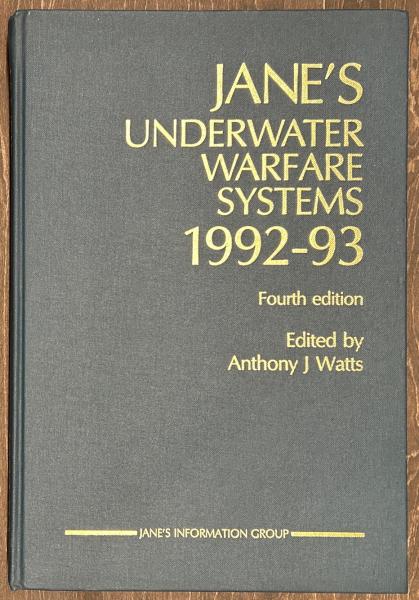 JANE'S
UNDERWATER
WARFARE
SYSTEMS
1992-93
Fourth edition
Edited by
Anthony J Watts
JANE'S INFORMATION GROUP